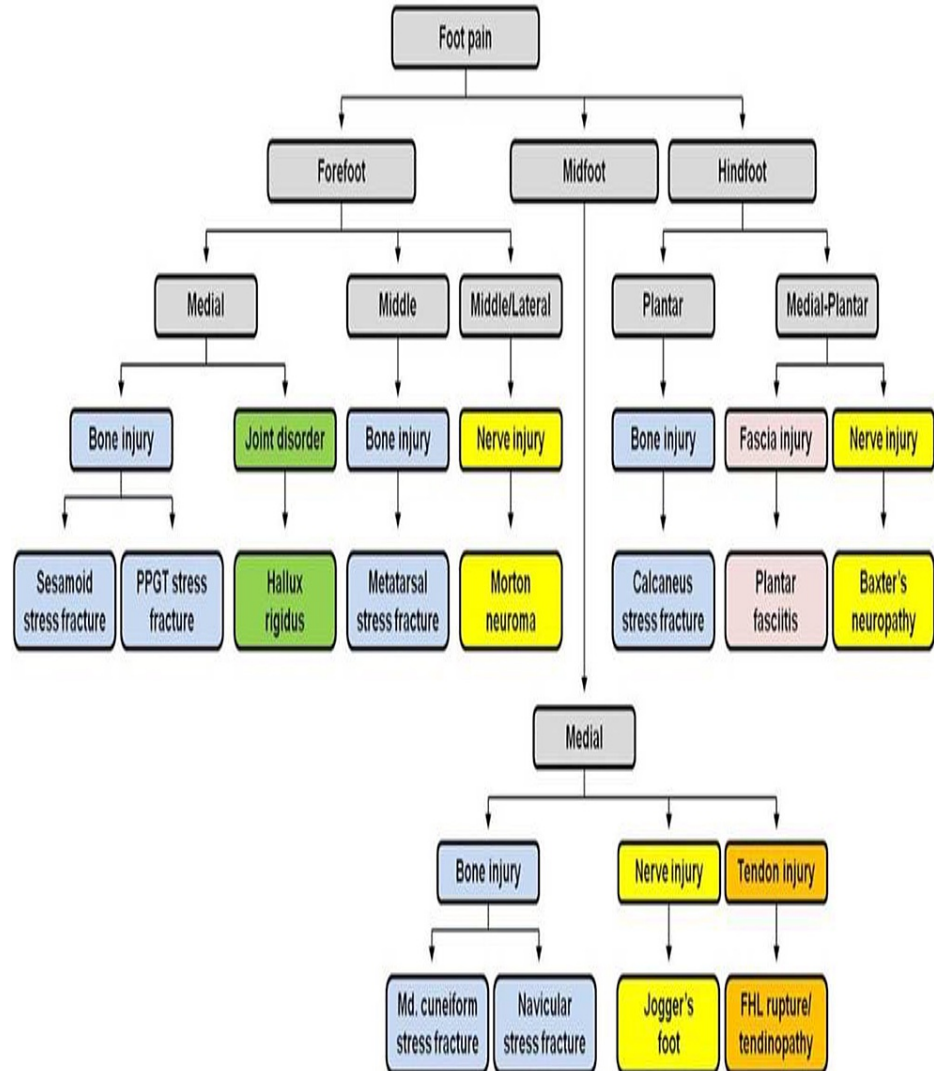 Foot pain
Forefoot
Midfoot
Hindfoot
Medial
Middle
Middle/Lateral
Plantar
Medial-Plantar
Bone injury
Joint disorder
Bone injury
Nerve injury
Bone injury
Fascia injury
Nerve injury
Sesamoid
stress fracture
PPGT stress
fracture
Hallux
rigidus
Metatarsal
stress fracture
Morton
neuroma
Calcaneus
stress fracture
Plantar
fasciitis
Baxter's
neuropathy
Medial
Bone injury
Nerve injury
Tendon injury
Md. cuneiform
stress fracture
Navicular
stress fracture
Jogger's
foot
FHL rupture/
tendinopathy